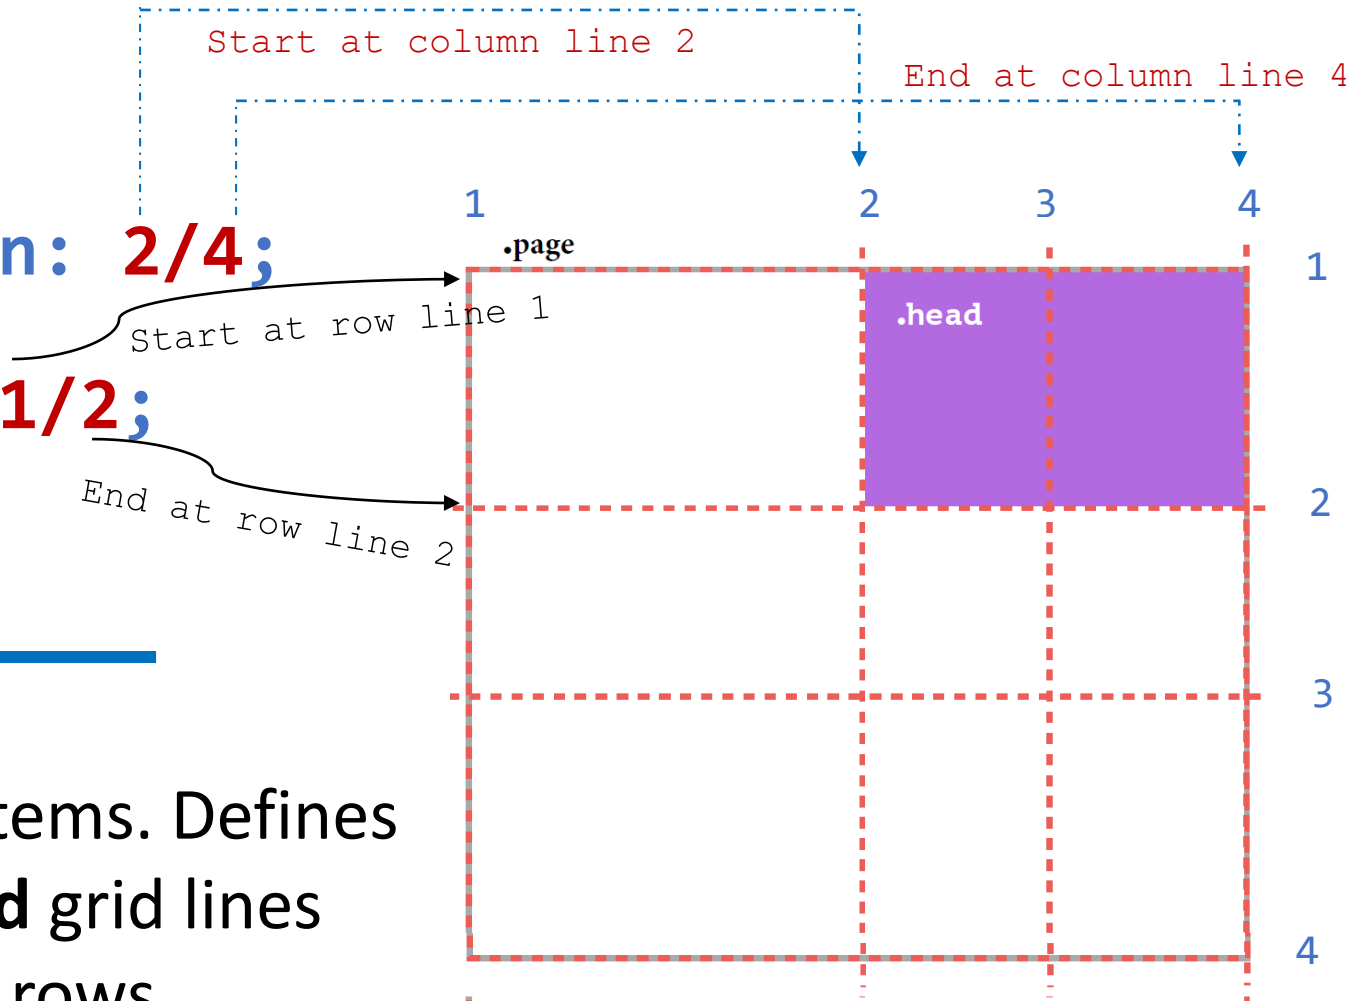 Start at column line 2
End at column line 4
1 2 3 4
n: 2/4;
.page
1
.head
Start at row line 1
1/2;
2
End at row line 2
3
tems. Defines
d grid lines
4
rows